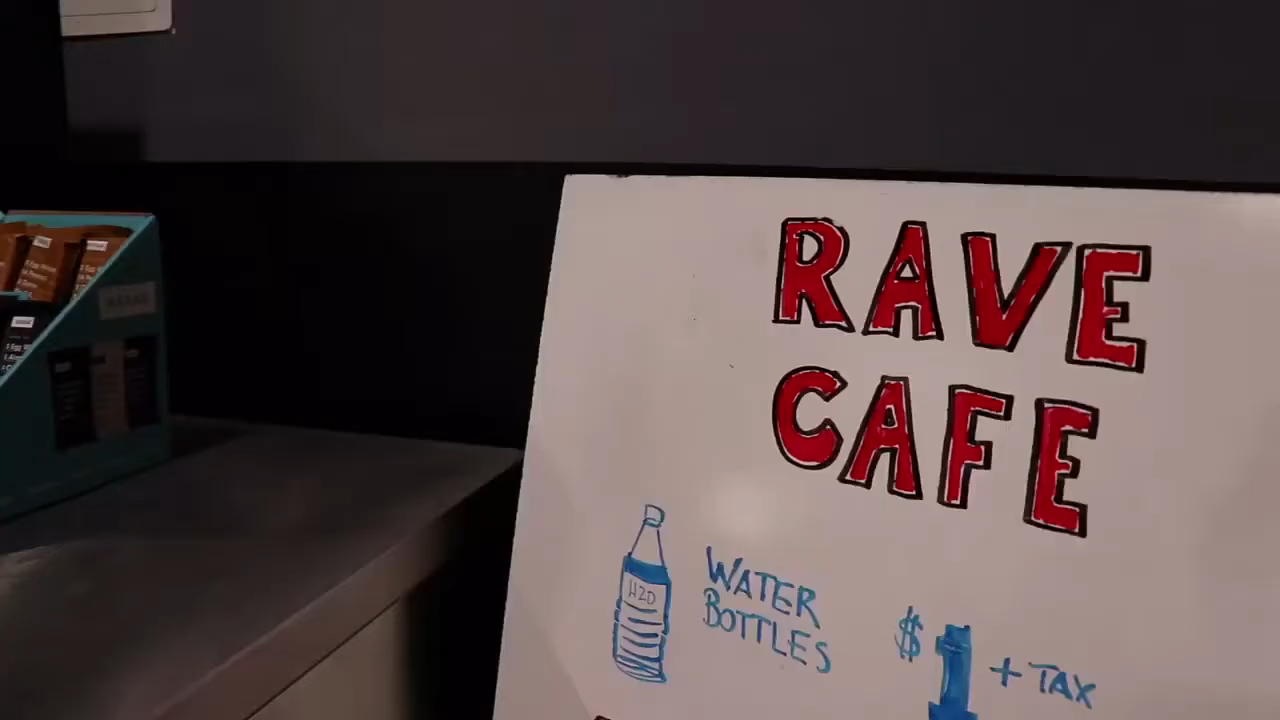 RAVE
CAFE
H2O
WATER
BOTTLES
$1 + TAX